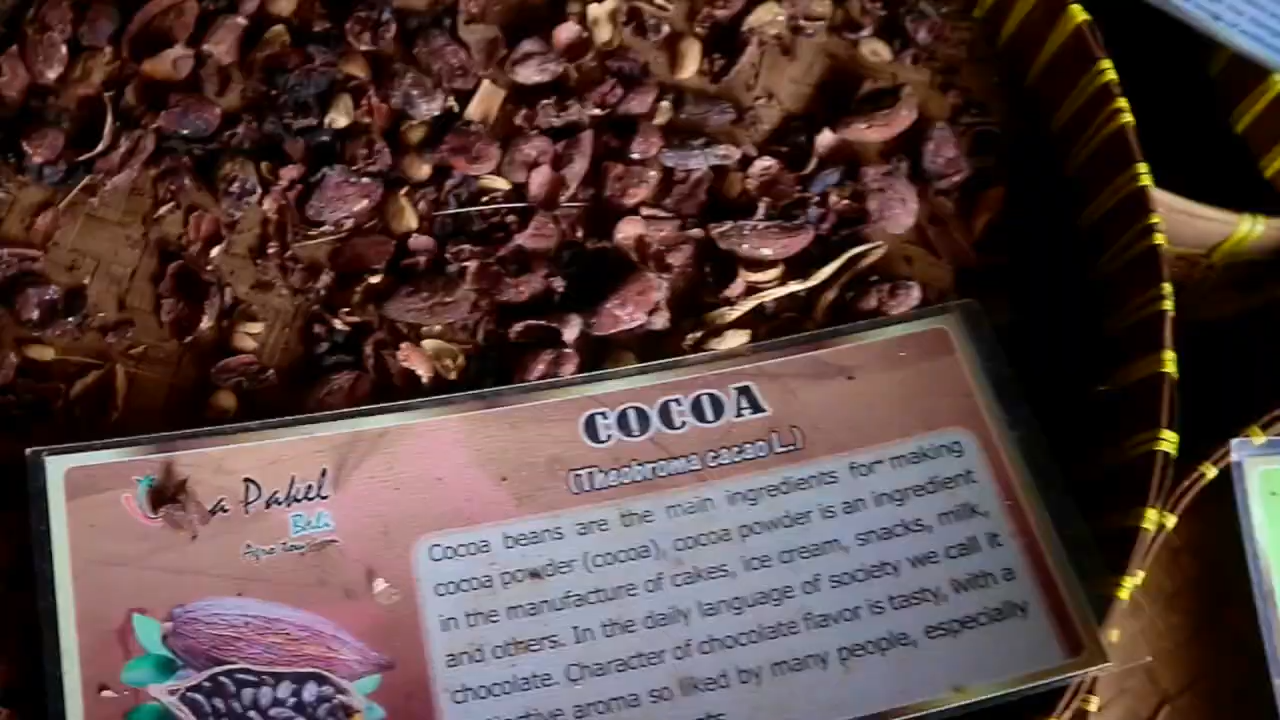 COCOA
(Theobroma cacao L.)
a Pakel
Bali
Agro Tourism
Cocoa beans are the main ingredients for making
cocoa powder (cocoa), cocoa powder is an ingredient
in the manufacture of cakes, ice cream, snacks, milk,
and others. In the daily language of society we call it
chocolate. Character of chocolate flavor is tasty, with a
aroma so liked by many people, especially